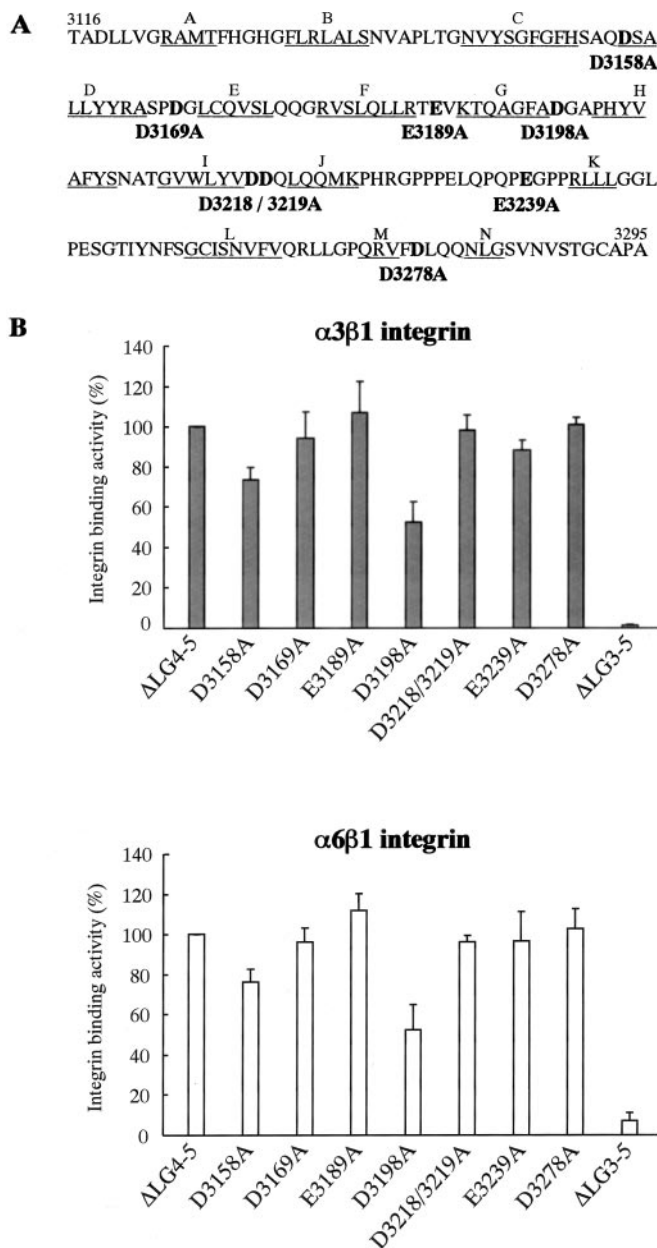 A
3116 A B C
TADLLVGRAMTFHGHGFLRLALSNVAPLTGNVYSGFGFHSAQDSA
D3158A
D E F G H
LLYYRASPDGLCQVSLQQGRVSLQLLRTEVKTQAGFADGAPHYV
D3169A E3189A D3198A
I J
AFYSNATGVWLYVDDQLQQMKPHRGPPPELQPQPEGPPRLLLGGL
K
D3218 / 3219A E3239A
L M N 3295
PESGTIYNFSGCISNVFVQRLLGPQRVFDLQQNLGSVNVSTGCAPA
D3278A
B
α3β1 integrin
Integrin binding activity (%)
140
120
100
80
60
40
20
0
ΔLG4-5 D3158A D3169A E3189A D3198A D3218/3219A E3239A D3278A ΔLG3-5
α6β1 integrin
Integrin binding activity (%)
140
120
100
80
60
40
20
0
ΔLG4-5 D3158A D3169A E3189A D3198A D3218/3219A E3239A D3278A ΔLG3-5